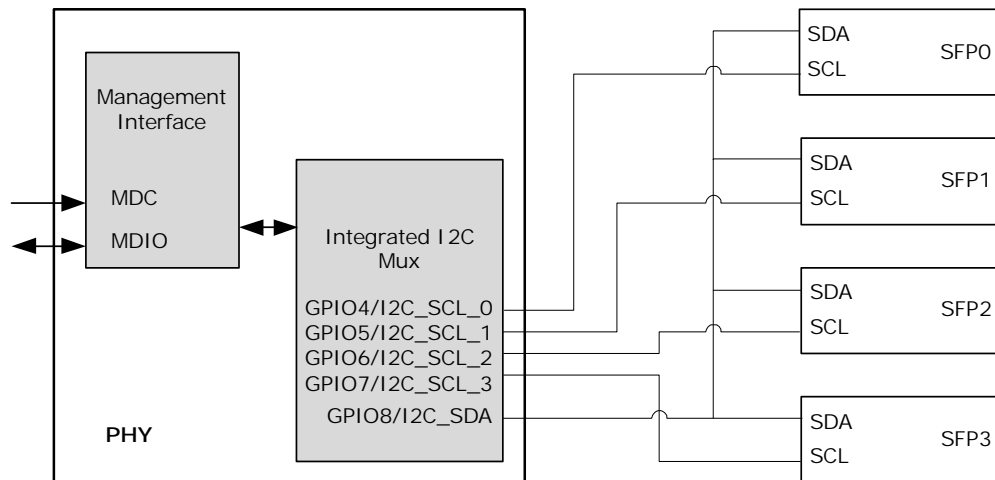 Management
Interface
MDC
MDIO
Integrated I2C
Mux
GPIO4/I2C_SCL_0
GPIO5/I2C_SCL_1
GPIO6/I2C_SCL_2
GPIO7/I2C_SCL_3
GPIO8/I2C_SDA
PHY
SDA
SCL
SFP0
SDA
SCL
SFP1
SDA
SCL
SFP2
SDA
SCL
SFP3